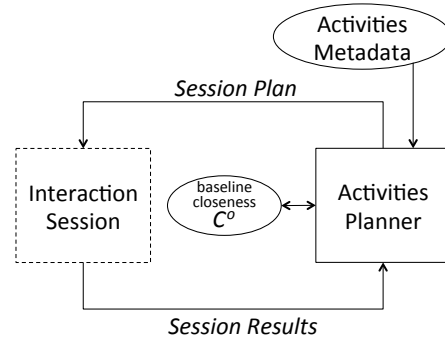 Activities
Metadata
Session Plan
Interaction
Session
baseline
closeness
C⁰
Activities
Planner
Session Results